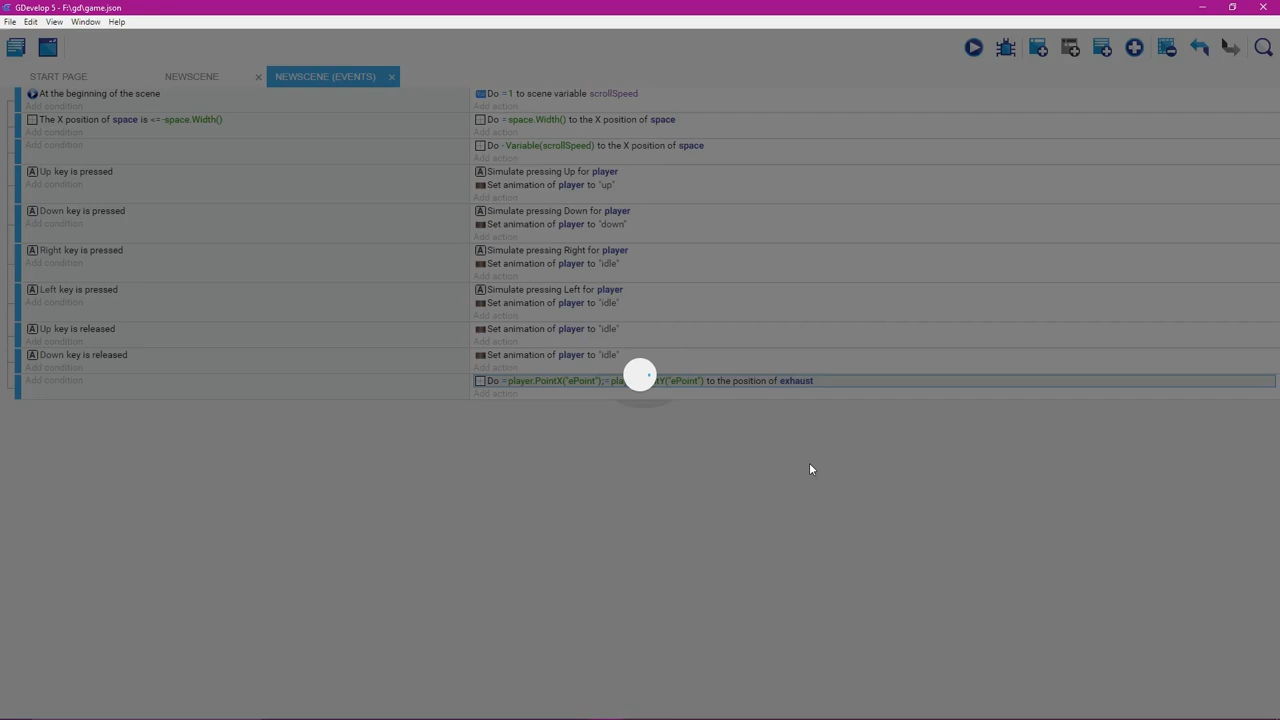 GDevelop 5 - F:\gd\game.json
File Edit View Window Help
START PAGE NEWSCENE NEWSCENE (EVENTS)
At the beginning of the scene Do =1 to scene variable scrollSpeed
Add condition Add action
The X position of space is <= -space.Width() Do =space.Width() to the X position of space
Add condition Add action
Add condition Do -Variable(scrollSpeed) to the X position of space
Add action
Up key is pressed Simulate pressing Up for player
Add condition Set animation of player to "up"
Add action
Down key is pressed Simulate pressing Down for player
Add condition Set animation of player to "down"
Add action
Right key is pressed Simulate pressing Right for player
Add condition Set animation of player to "idle"
Add action
Left key is pressed Simulate pressing Left for player
Add condition Set animation of player to "idle"
Add action
Up key is released Set animation of player to "idle"
Add condition Add action
Down key is released Set animation of player to "idle"
Add condition Add action
Add condition Do =player.PointX("ePoint");= tY("ePoint") to the position of exhaust
Add action